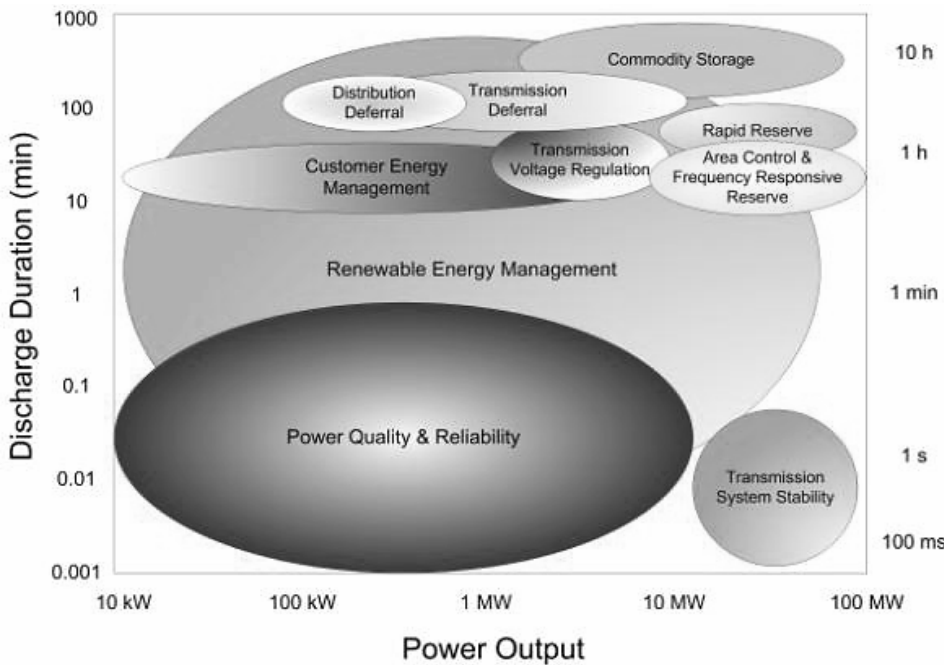 1000
100
10
1
0.1
0.01
0.001
Discharge Duration (min)
Commodity Storage
Distribution
Deferral
Transmission
Deferral
Rapid Reserve
Customer Energy
Management
Transmission
Voltage Regulation
Area Control &
Frequency Responsive
Reserve
Renewable Energy Management
Power Quality & Reliability
Transmission
System Stability
10 h
1 h
1 min
1 s
100 ms
10 kW
100 kW
1 MW
10 MW
100 MW
Power Output